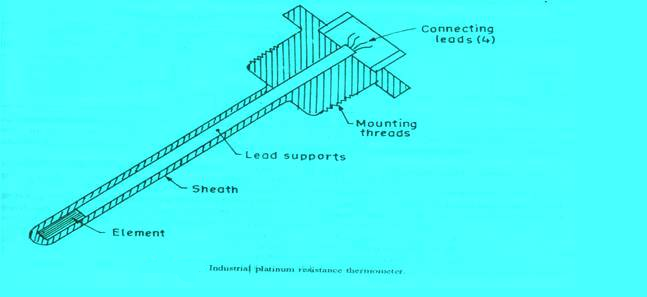 Connecting
leads (4)
Mounting
threads
Lead supports
Sheath
Element
Industrial platinum resistance thermometer.